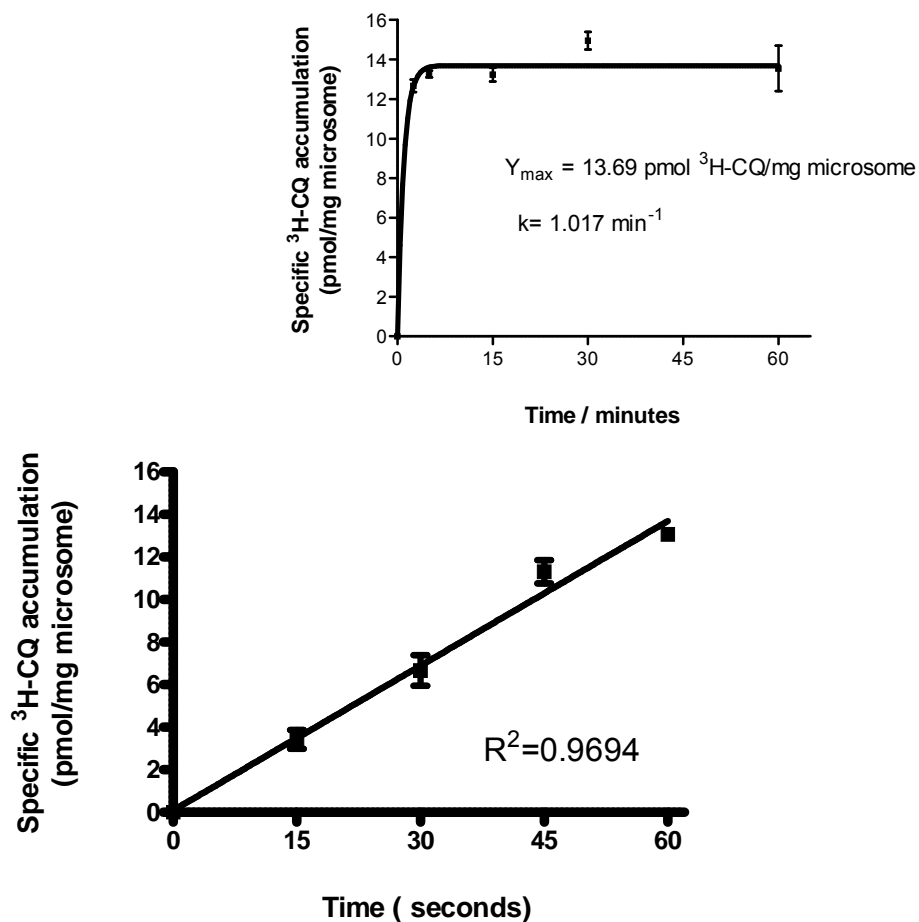 Specific ³H-CQ accumulation
(pmol/mg microsome)
16
14
12
10
8
6
4
2
0
Yₘₐₓ = 13.69 pmol ³H-CQ/mg microsome
k= 1.017 min⁻¹
0 15 30 45 60
Time / minutes
Specific ³H-CQ accumulation
(pmol/mg microsome)
16
14
12
10
8
6
4
2
0
R²=0.9694
0 15 30 45 60
Time ( seconds)